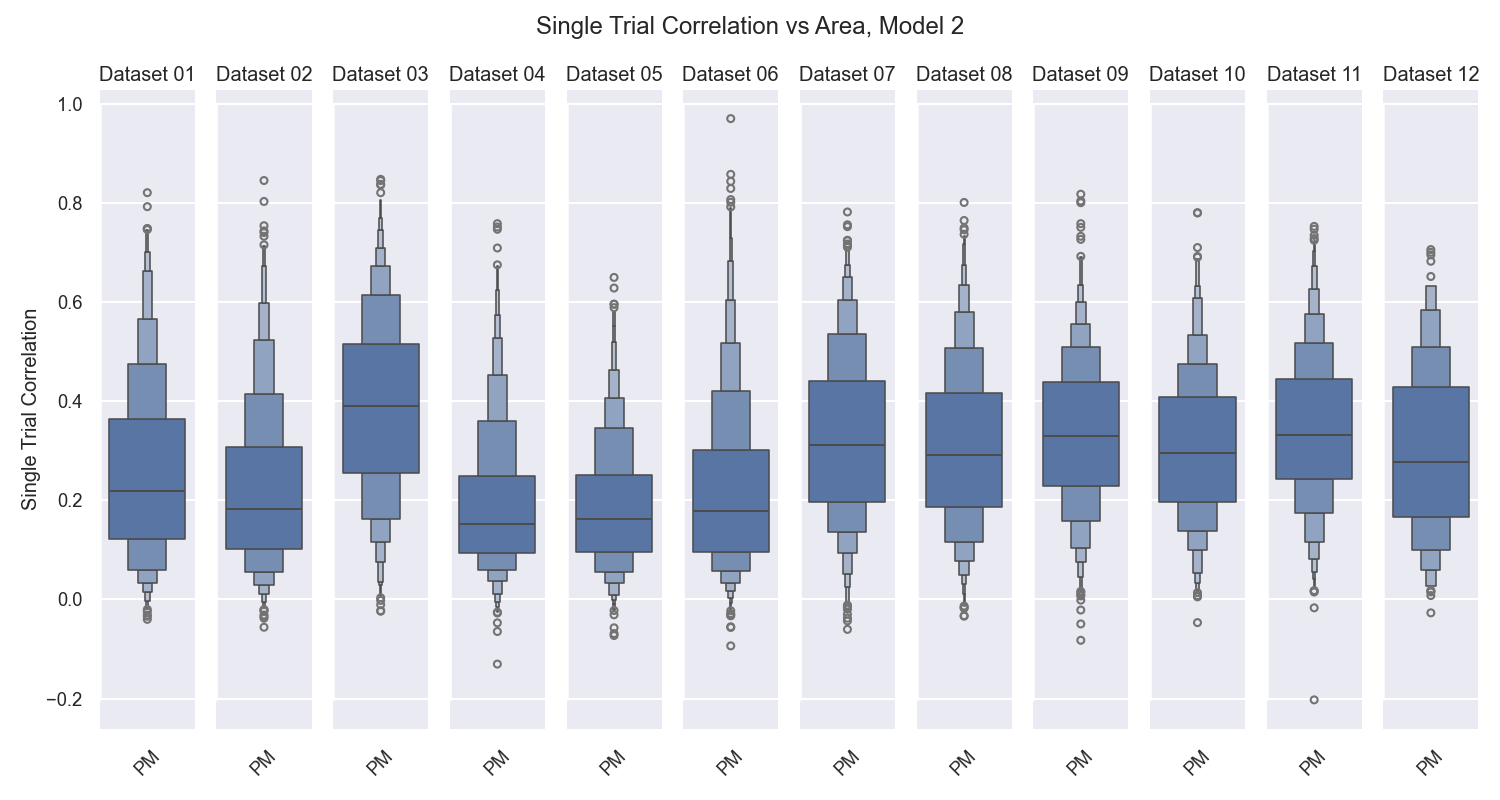 Single Trial Correlation vs Area, Model 2
Dataset 01 Dataset 02 Dataset 03 Dataset 04 Dataset 05 Dataset 06 Dataset 07 Dataset 08 Dataset 09 Dataset 10 Dataset 11 Dataset 12
1.0
0.8
0.6
0.4
0.2
0.0
−0.2
Single Trial Correlation
PM PM PM PM PM PM PM PM PM PM PM PM